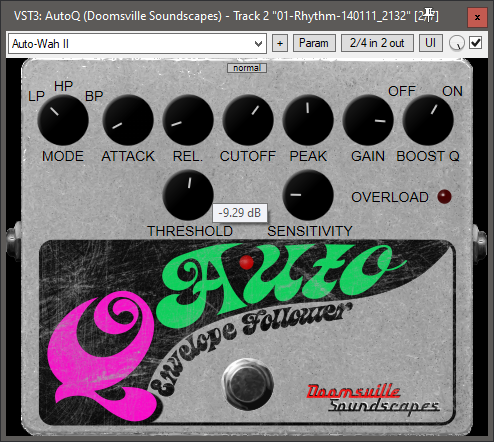 VST3: AutoQ (Doomsville Soundscapes) - Track 2 "01-Rhythm-140111_2132" [2/7]
x
Auto-Wah II
+
Param
2/4 in 2 out
UI
normal
LP HP BP
OFF ON
MODE ATTACK REL. CUTOFF PEAK GAIN BOOST Q
-9.29 dB
OVERLOAD
THRESHOLD SENSITIVITY
Auto
Q
Envelope Follower
Doomsville
Soundscapes